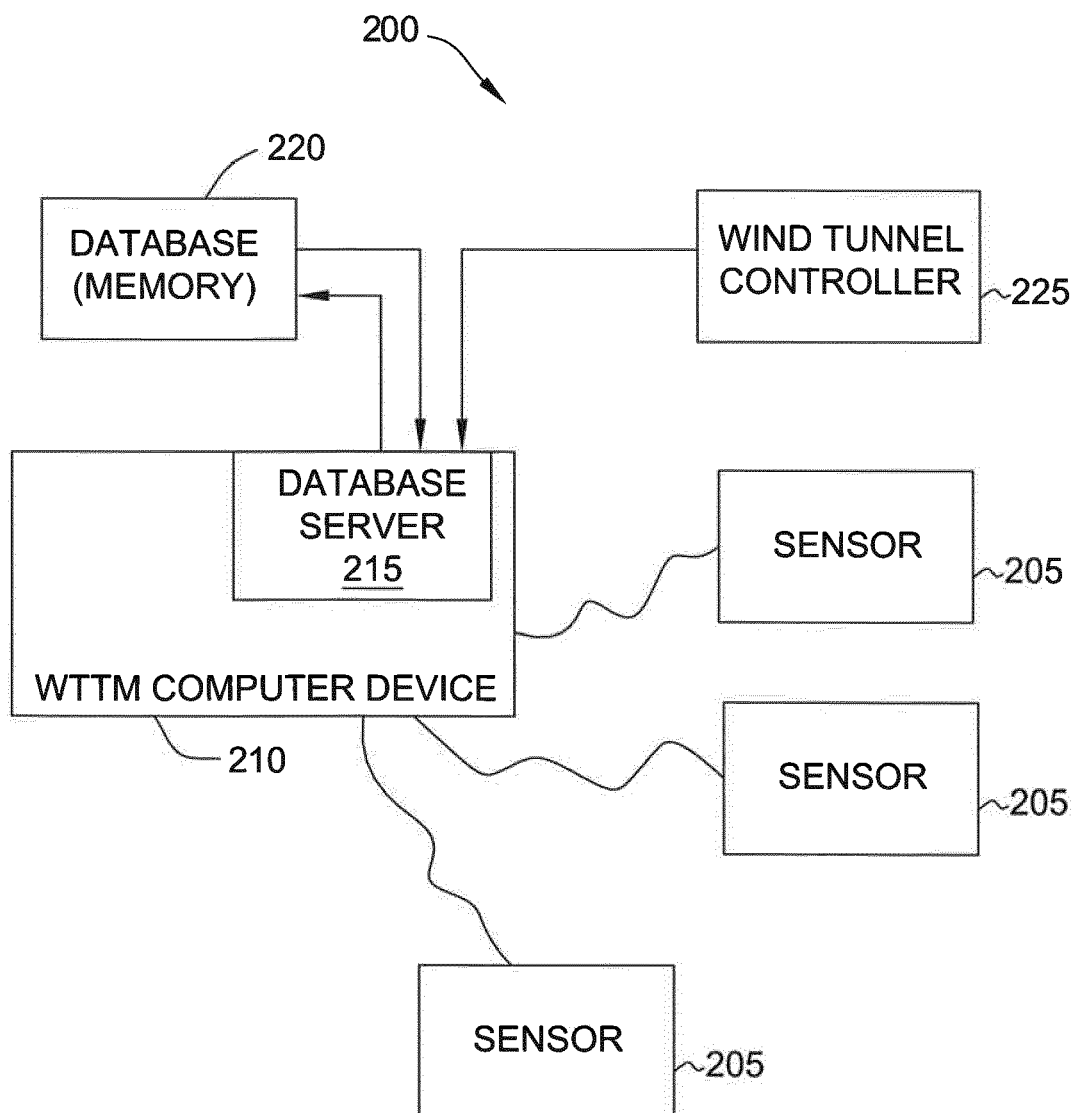 200
220
DATABASE
(MEMORY)
WIND TUNNEL
CONTROLLER
225
DATABASE
SERVER
215
SENSOR
205
WTTM COMPUTER DEVICE
210
SENSOR
205
SENSOR
205